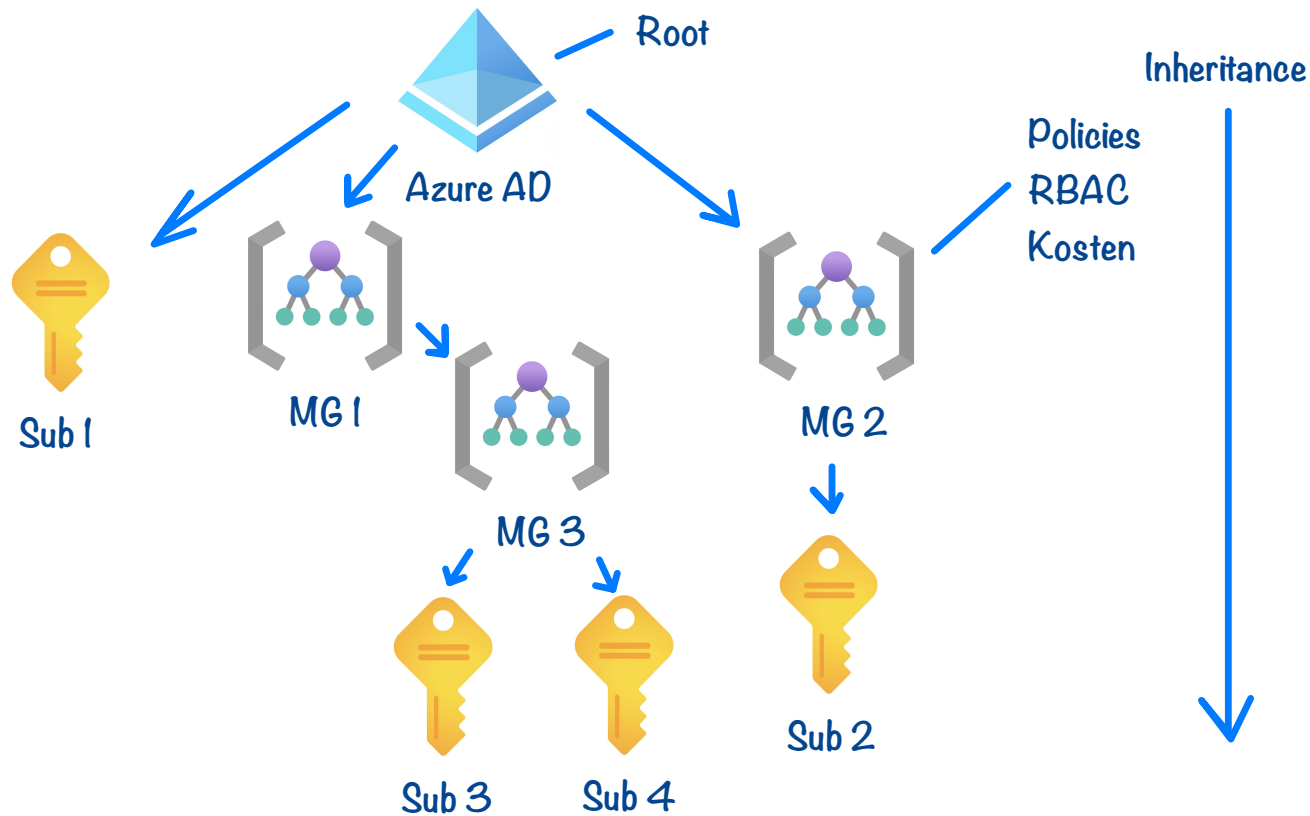 Root
Inheritance
Policies
RBAC
Kosten
Azure AD
Sub 1
MG 1
MG 2
MG 3
Sub 2
Sub 3
Sub 4